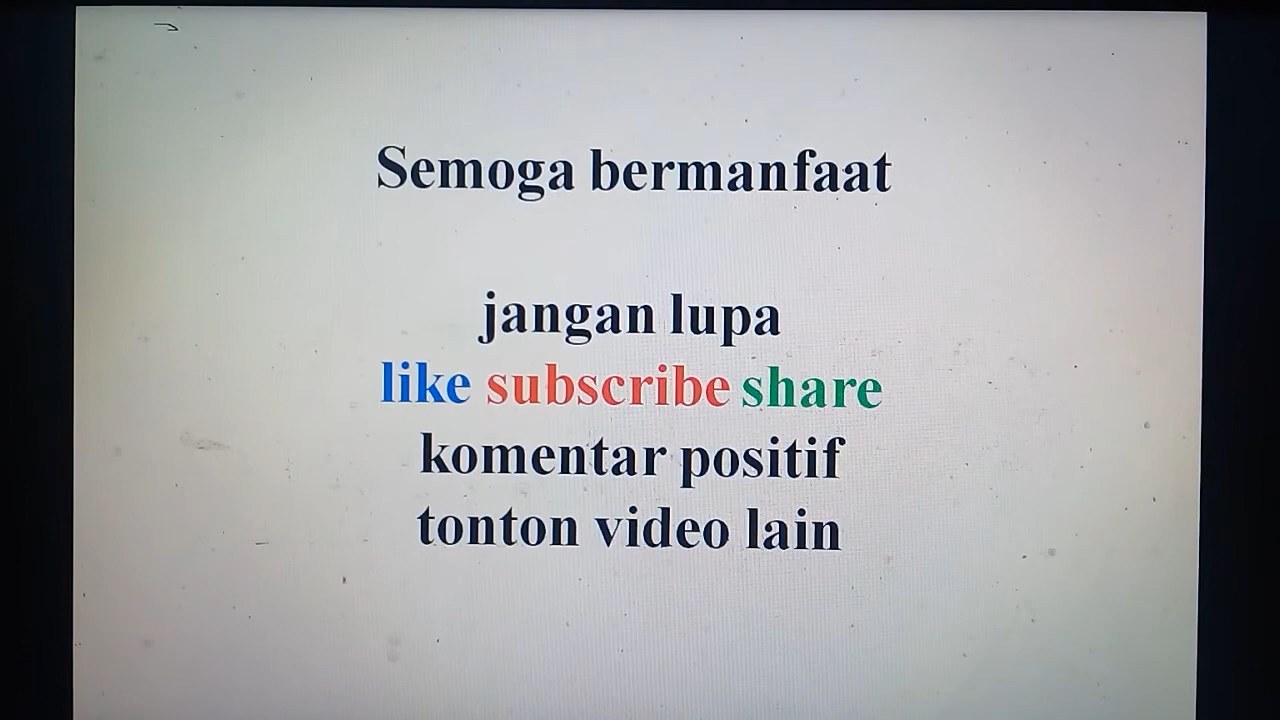 Semoga bermanfaat
jangan lupa
like subscribe share
komentar positif
tonton video lain